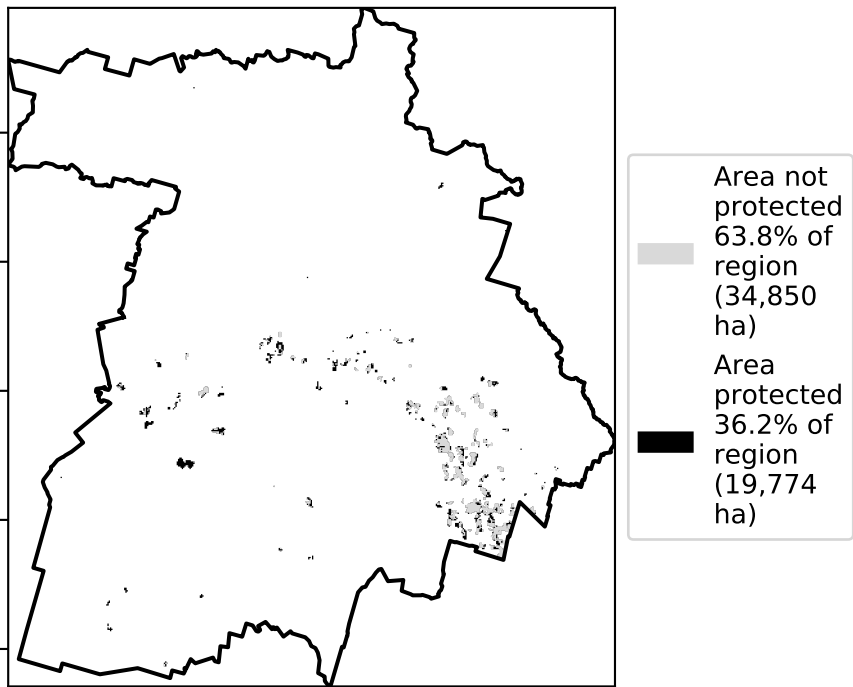 Area not
protected
63.8% of
region
(34,850
ha)
Area
protected
36.2% of
region
(19,774
ha)